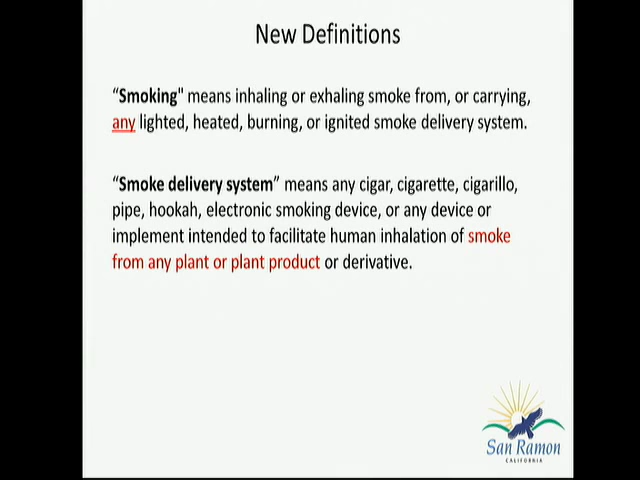 New Definitions
“Smoking" means inhaling or exhaling smoke from, or carrying,
any lighted, heated, burning, or ignited smoke delivery system.
“Smoke delivery system” means any cigar, cigarette, cigarillo,
pipe, hookah, electronic smoking device, or any device or
implement intended to facilitate human inhalation of smoke
from any plant or plant product or derivative.
San Ramon
CALIFORNIA